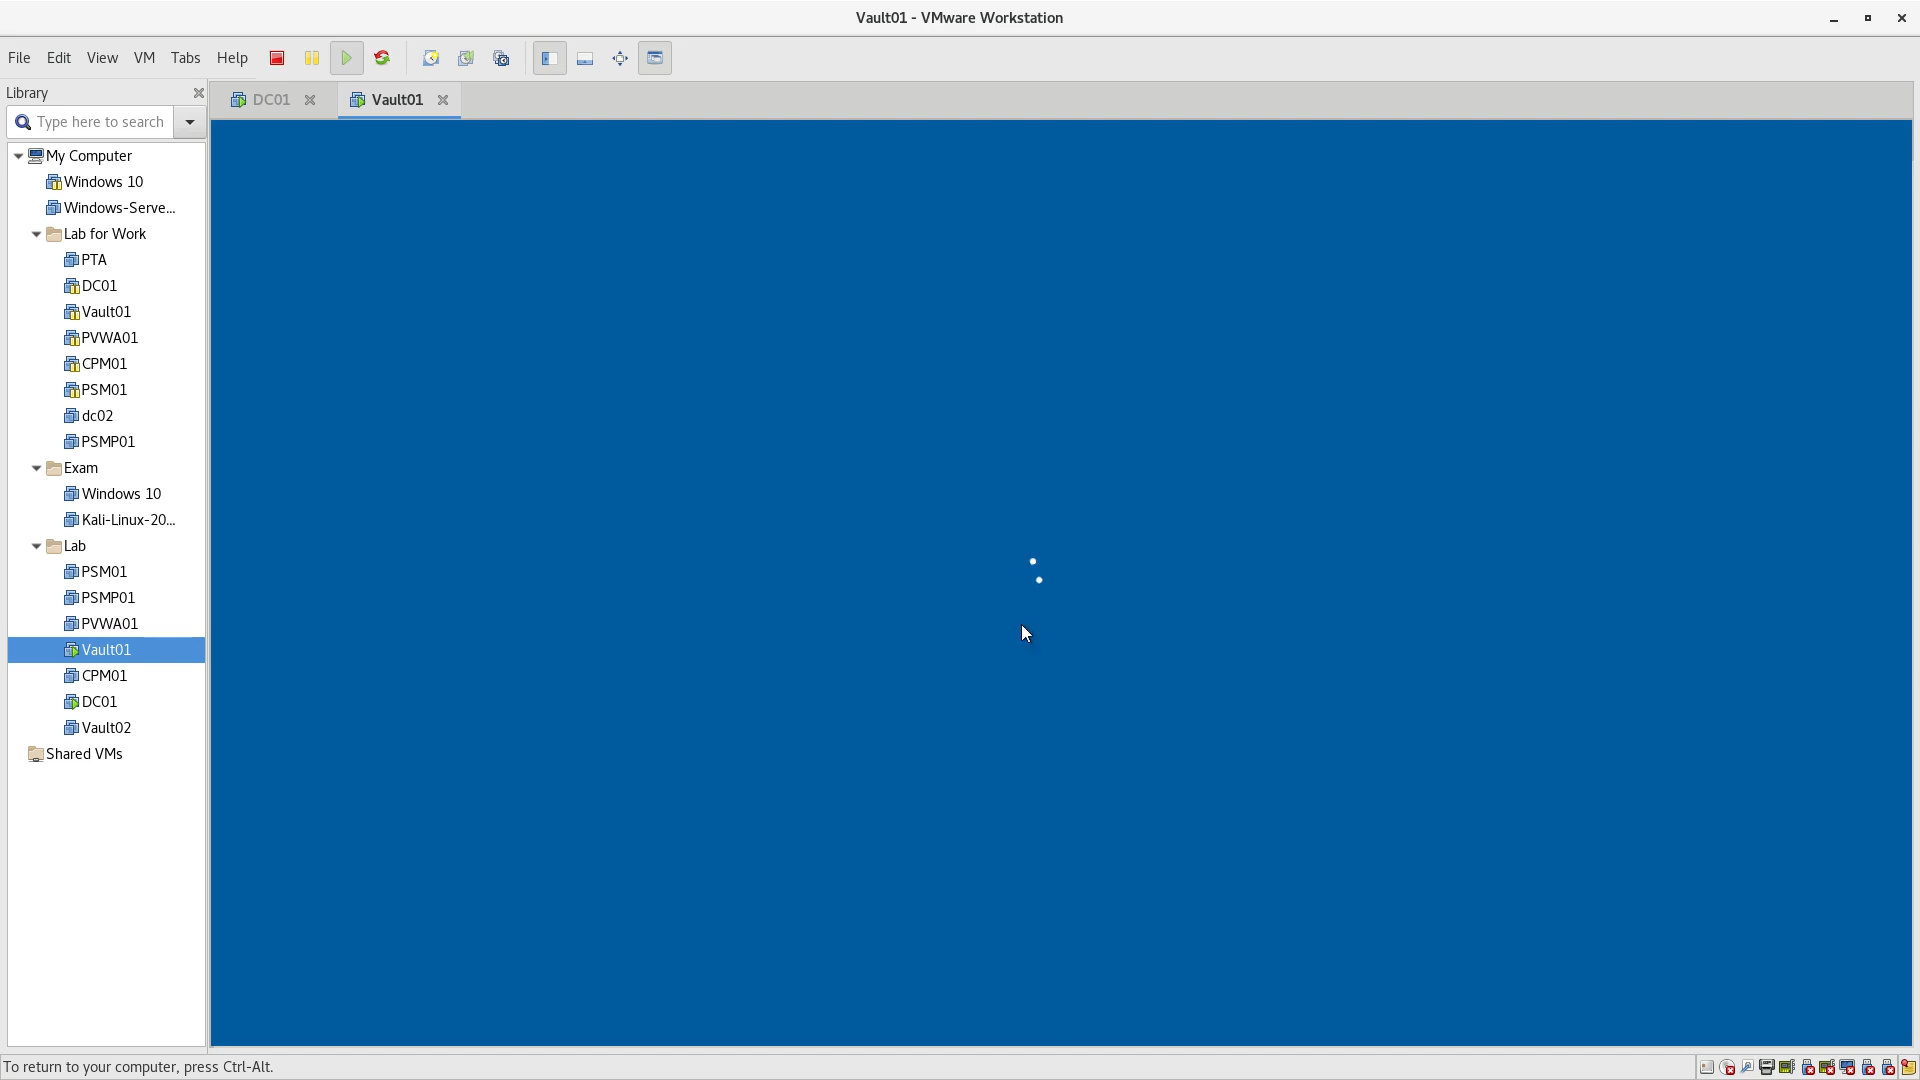 Vault01 - VMware Workstation
File Edit View VM Tabs Help
Library
DC01 Vault01
Type here to search
My Computer
Windows 10
Windows-Serve...
Lab for Work
PTA
DC01
Vault01
PVWA01
CPM01
PSM01
dc02
PSMP01
Exam
Windows 10
Kali-Linux-20...
Lab
PSM01
PSMP01
PVWA01
Vault01
CPM01
DC01
Vault02
Shared VMs
To return to your computer, press Ctrl-Alt.